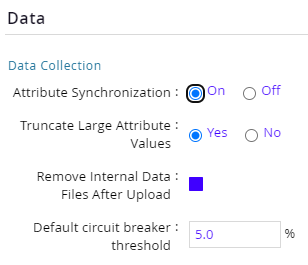 Data
Data Collection
Attribute Synchronization : On Off
Truncate Large Attribute : Yes No
Values
Remove Internal Data :
Files After Upload
Default circuit breaker : 5.0 %
threshold